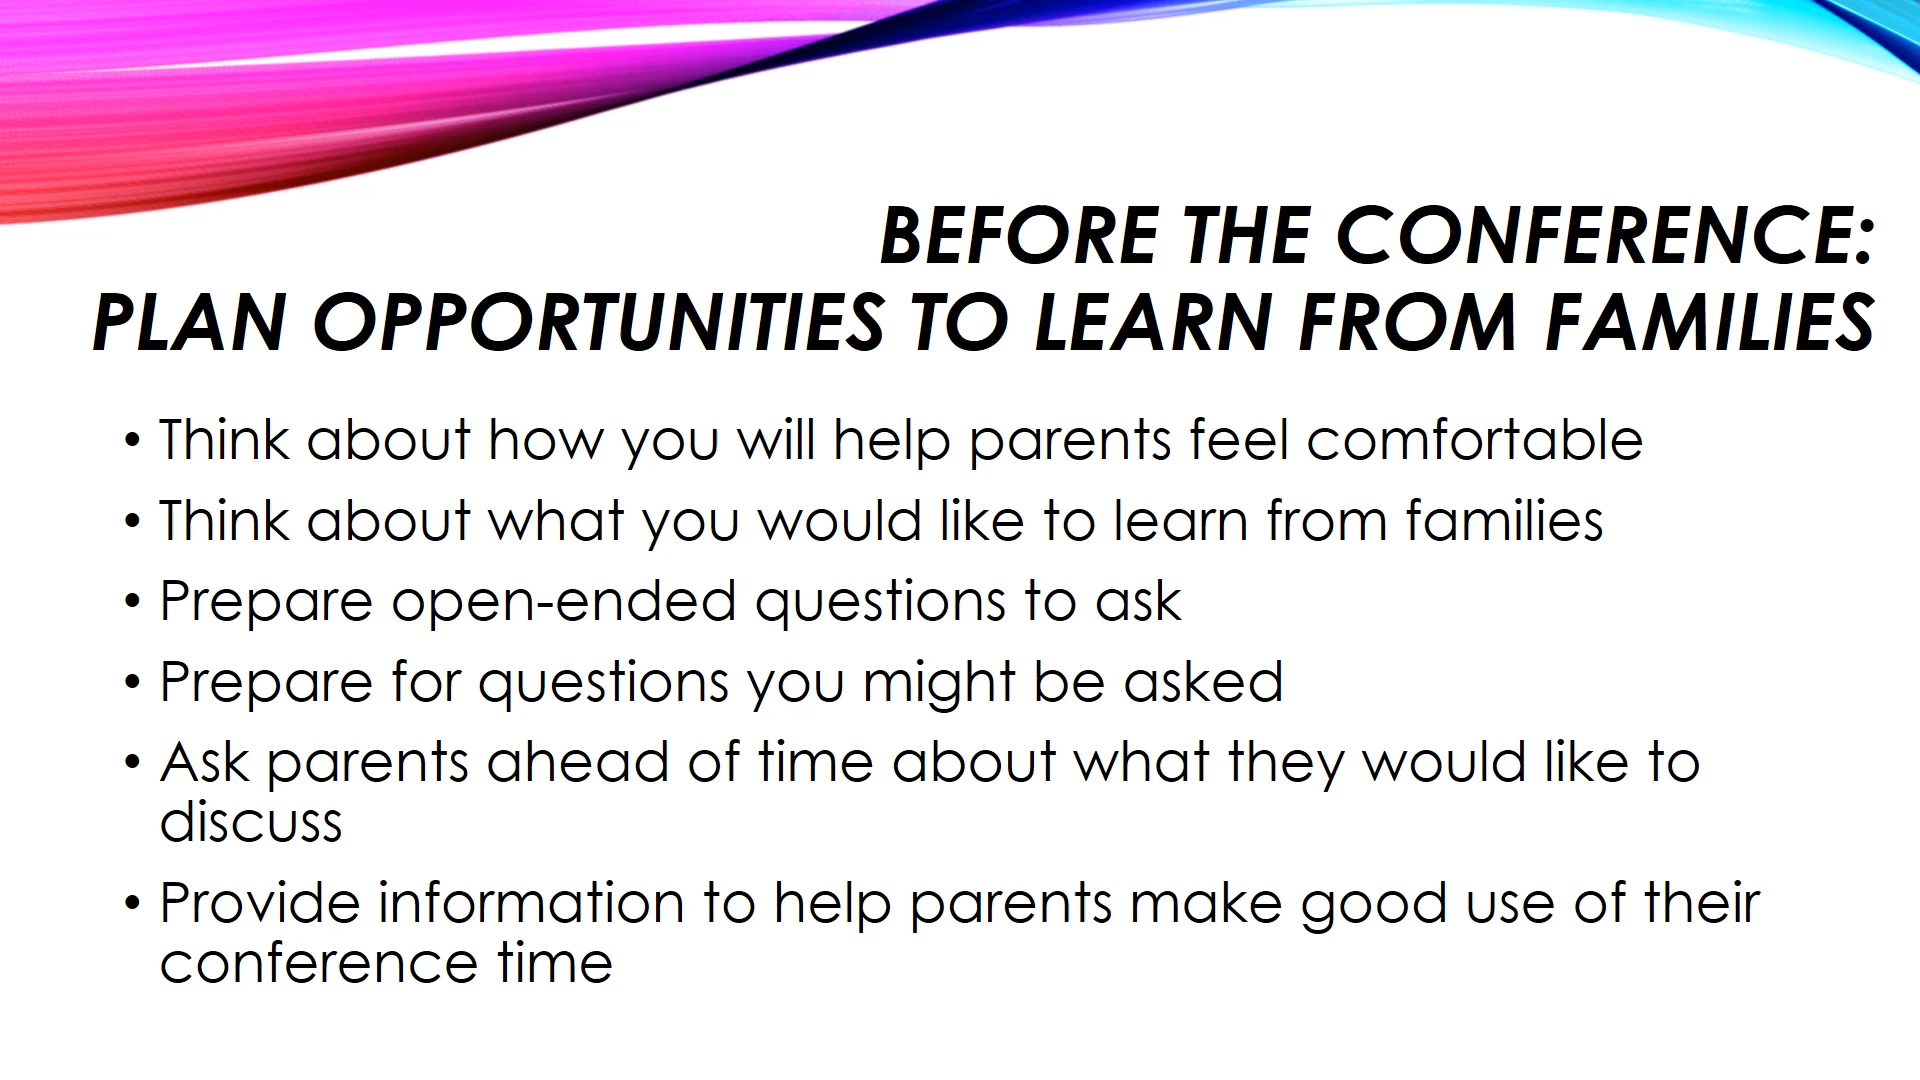 BEFORE THE CONFERENCE:
PLAN OPPORTUNITIES TO LEARN FROM FAMILIES
• Think about how you will help parents feel comfortable
• Think about what you would like to learn from families
• Prepare open-ended questions to ask
• Prepare for questions you might be asked
• Ask parents ahead of time about what they would like to
discuss
• Provide information to help parents make good use of their
conference time